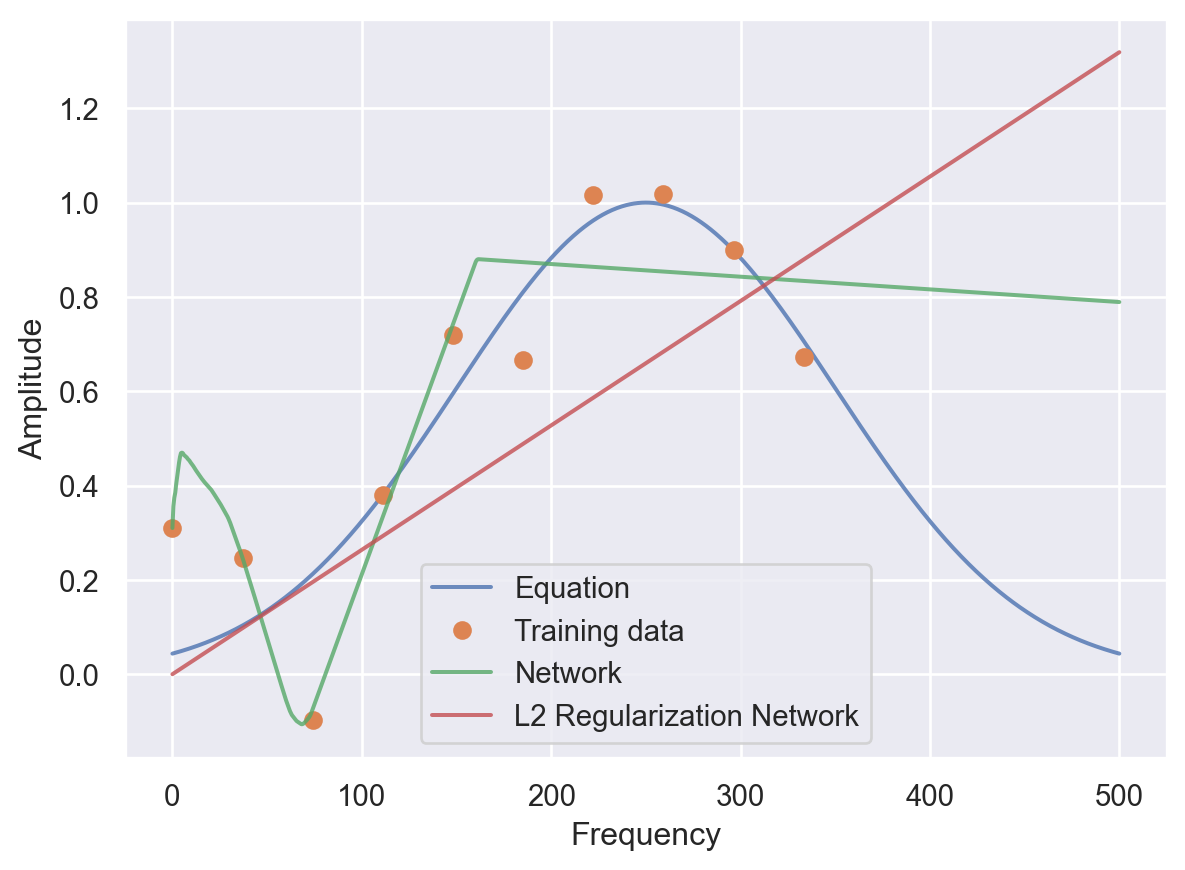 1.2
1.0
0.8
0.6
0.4
0.2
0.0
Amplitude
Equation
Training data
Network
L2 Regularization Network
0 100 200 300 400 500
Frequency